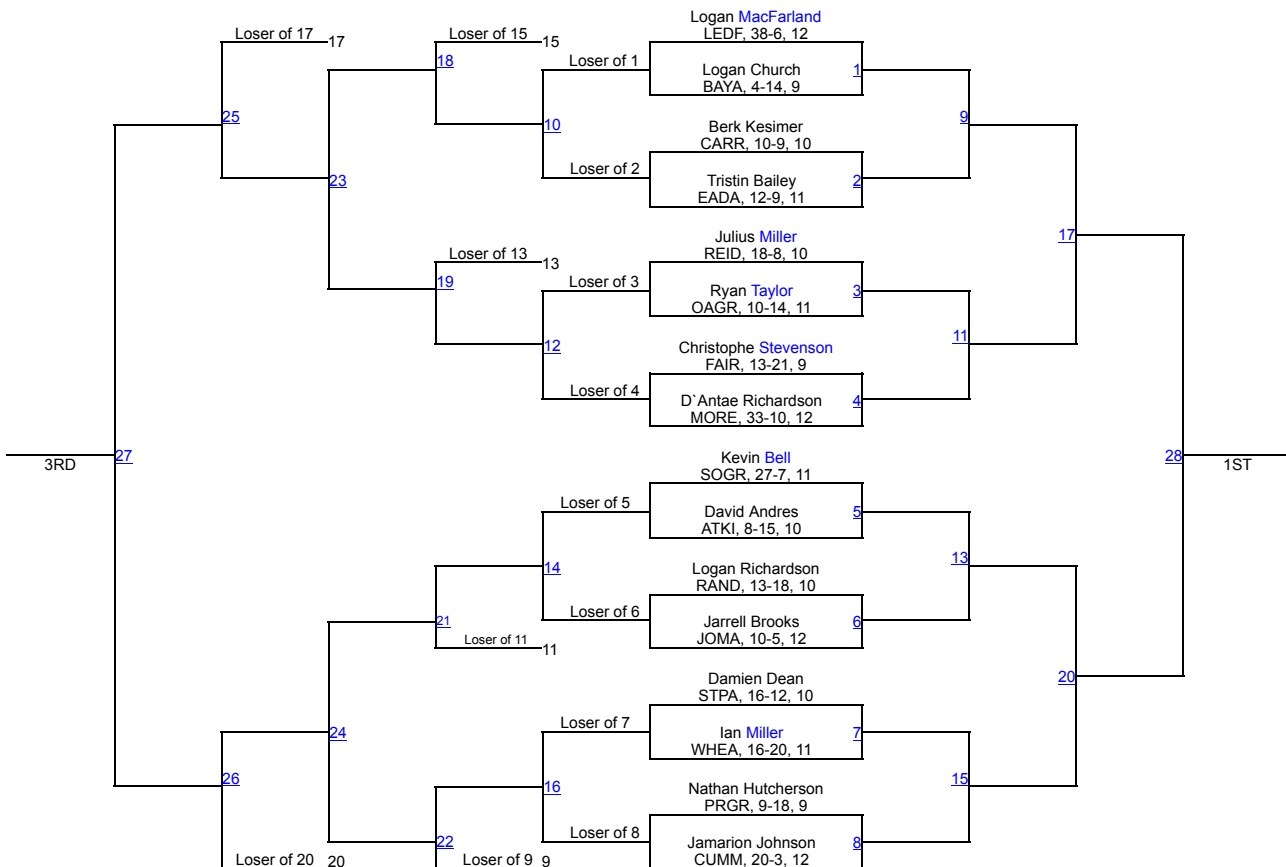 Logan MacFarland
Loser of 17 17
Loser of 15 15
LEDF, 38-6, 12
18
Loser of 1
Logan Church
1
BAYA, 4-14, 9
25
10
Berk Kesimer
9
CARR, 10-9, 10
Loser of 2
23
Tristin Bailey
2
EADA, 12-9, 11
Julius Miller
17
Loser of 13 13
REID, 18-8, 10
19
Loser of 3
Ryan Taylor
3
OAGR, 10-14, 11
12
Christophe Stevenson
11
FAIR, 13-21, 9
Loser of 4
D`Antae Richardson
4
MORE, 33-10, 12
3RD
27
Kevin Bell
28
1ST
SOGR, 27-7, 11
Loser of 5
David Andres
5
ATKI, 8-15, 10
14
Logan Richardson
13
RAND, 13-18, 10
21
Loser of 6
Jarrell Brooks
6
JOMA, 10-5, 12
Loser of 11 11
Damien Dean
20
STPA, 16-12, 10
24
Loser of 7
Ian Miller
7
WHEA, 16-20, 11
26
16
Nathan Hutcherson
15
PRGR, 9-18, 9
22
Loser of 8
Jamarion Johnson
8
CUMM, 20-3, 12
Loser of 20 20
Loser of 9 9